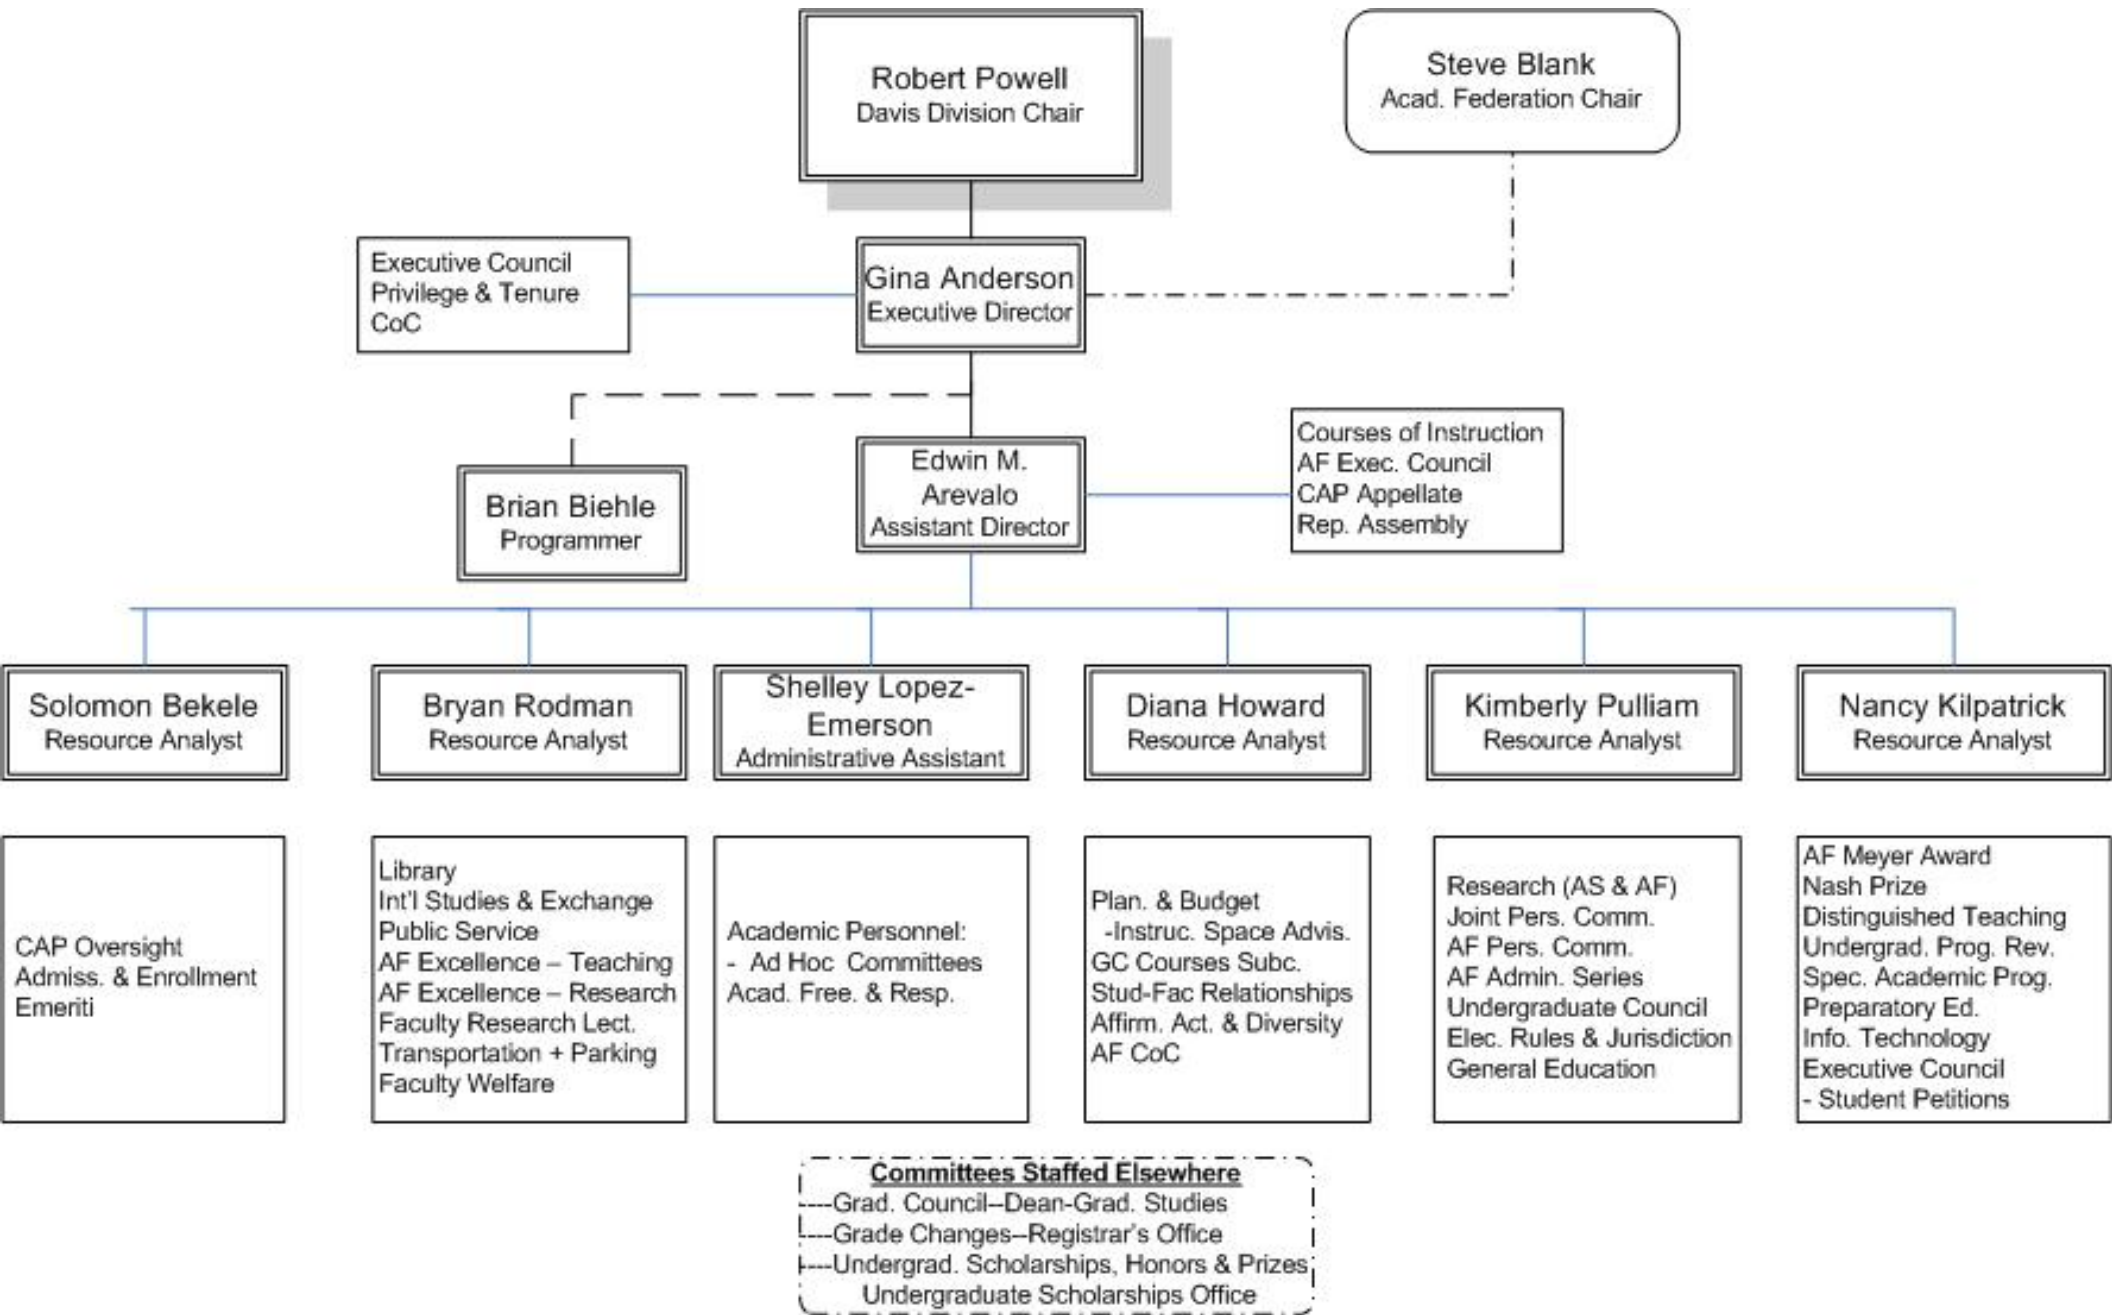 Robert Powell
Davis Division Chair
Steve Blank
Acad. Federation Chair
Executive Council
Privilege & Tenure
CoC
Gina Anderson
Executive Director
Brian Biehle
Programmer
Edwin M.
Arevalo
Assistant Director
Courses of Instruction
AF Exec. Council
CAP Appellate
Rep. Assembly
Solomon Bekele
Resource Analyst
Bryan Rodman
Resource Analyst
Shelley Lopez-
Emerson
Administrative Assistant
Diana Howard
Resource Analyst
Kimberly Pulliam
Resource Analyst
Nancy Kilpatrick
Resource Analyst
CAP Oversight
Admiss. & Enrollment
Emeriti
Library
Int'l Studies & Exchange
Public Service
AF Excellence – Teaching
AF Excellence – Research
Faculty Research Lect.
Transportation + Parking
Faculty Welfare
Academic Personnel:
- Ad Hoc Committees
Acad. Free. & Resp.
Plan. & Budget
-Instruc. Space Advis.
GC Courses Subc.
Stud-Fac Relationships
Affirm. Act. & Diversity
AF CoC
Research (AS & AF)
Joint Pers. Comm.
AF Pers. Comm.
AF Admin. Series
Undergraduate Council
Elec. Rules & Jurisdiction
General Education
AF Meyer Award
Nash Prize
Distinguished Teaching
Undergrad. Prog. Rev.
Spec. Academic Prog.
Preparatory Ed.
Info. Technology
Executive Council
- Student Petitions
Committees Staffed Elsewhere
----Grad. Council--Dean-Grad. Studies
----Grade Changes--Registrar's Office
----Undergrad. Scholarships, Honors & Prizes
Undergraduate Scholarships Office